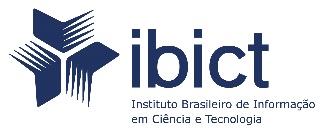 ibict
Instituto Brasileiro de Informação
em Ciência e Tecnologia